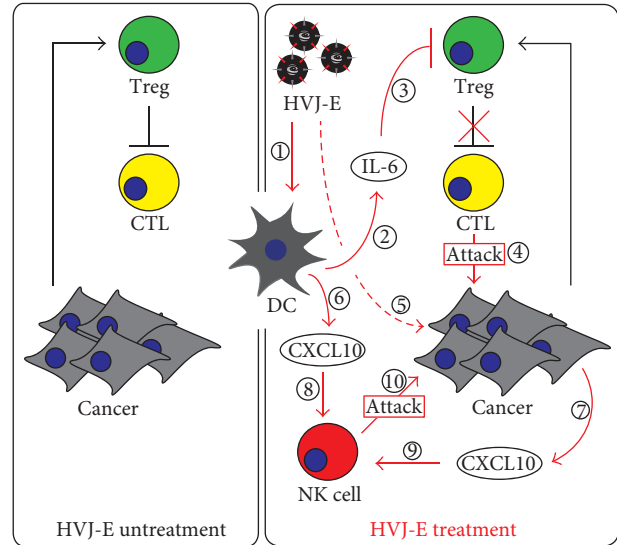 Treg
CTL
Cancer
HVJ-E untreatment
HVJ-E
①
DC
②
IL-6
③
Treg
CTL
Attack ④
⑤
⑥
CXCL10
⑧
NK cell
⑩
Attack
Cancer
⑦
⑨
CXCL10
HVJ-E treatment